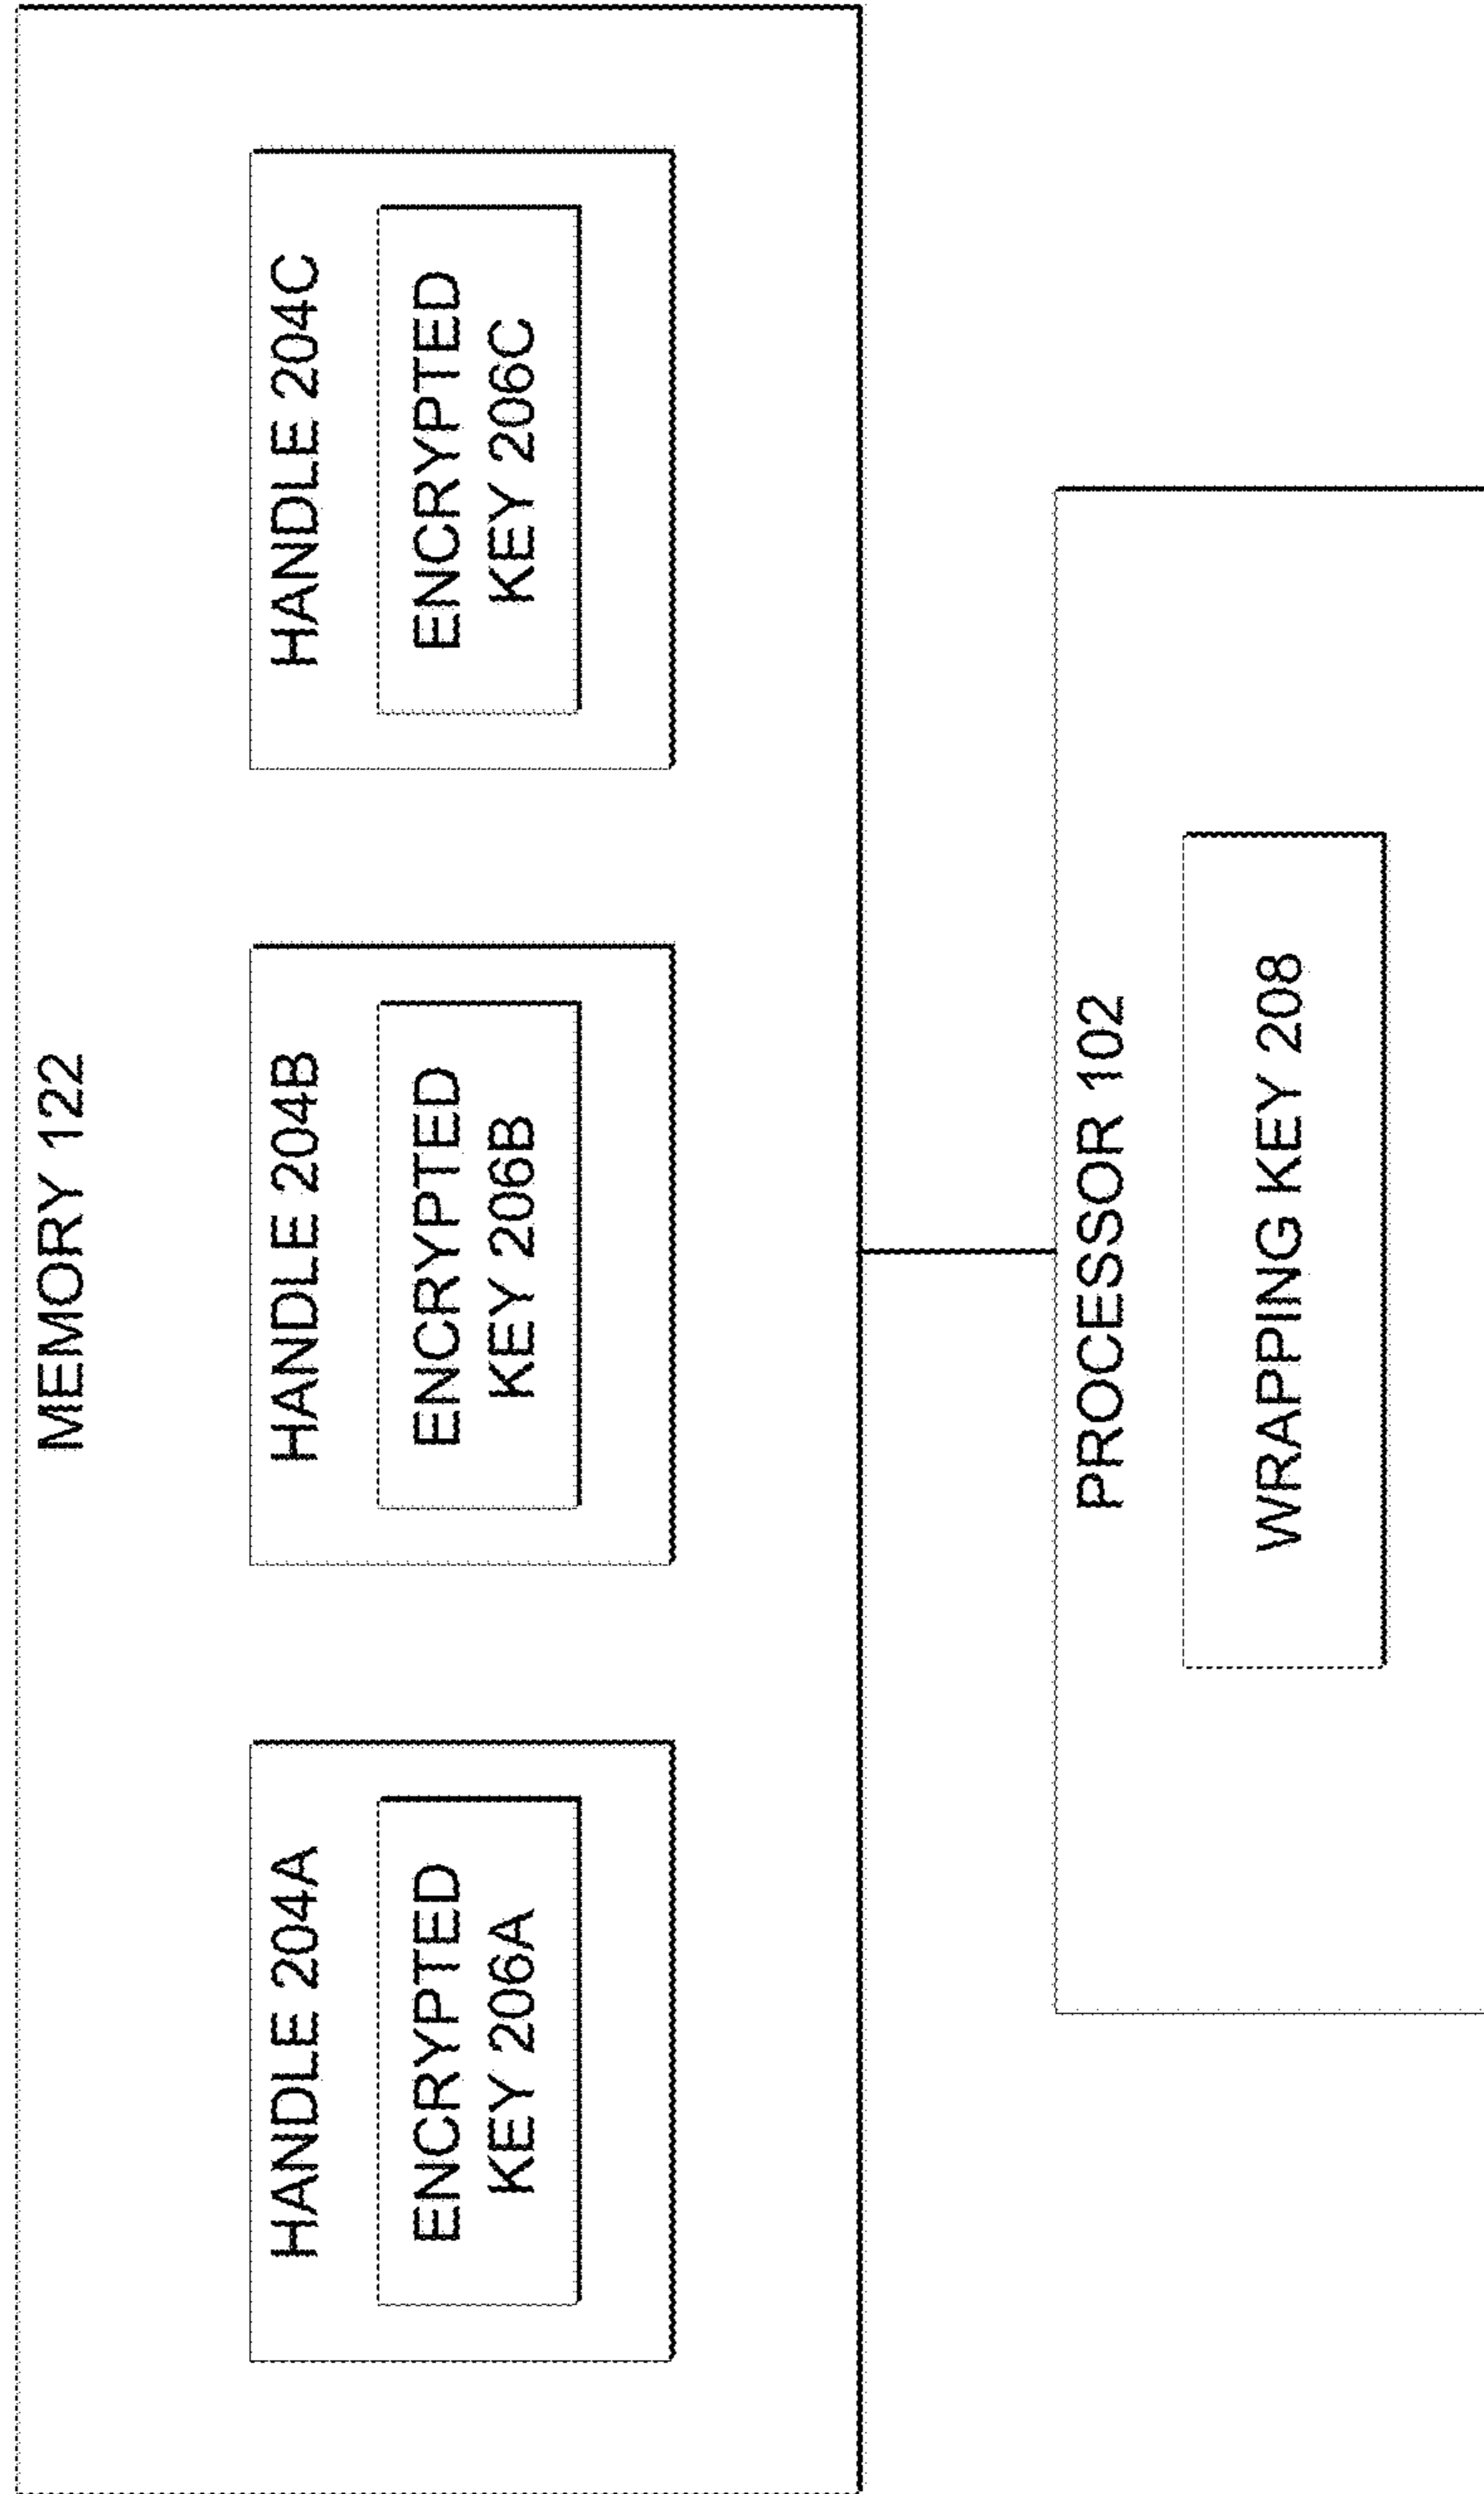 MEMORY 122
HANDLE 204A
ENCRYPTED
KEY 206A
HANDLE 204B
ENCRYPTED
KEY 206B
HANDLE 204C
ENCRYPTED
KEY 206C
PROCESSOR 102
WRAPPING KEY 208